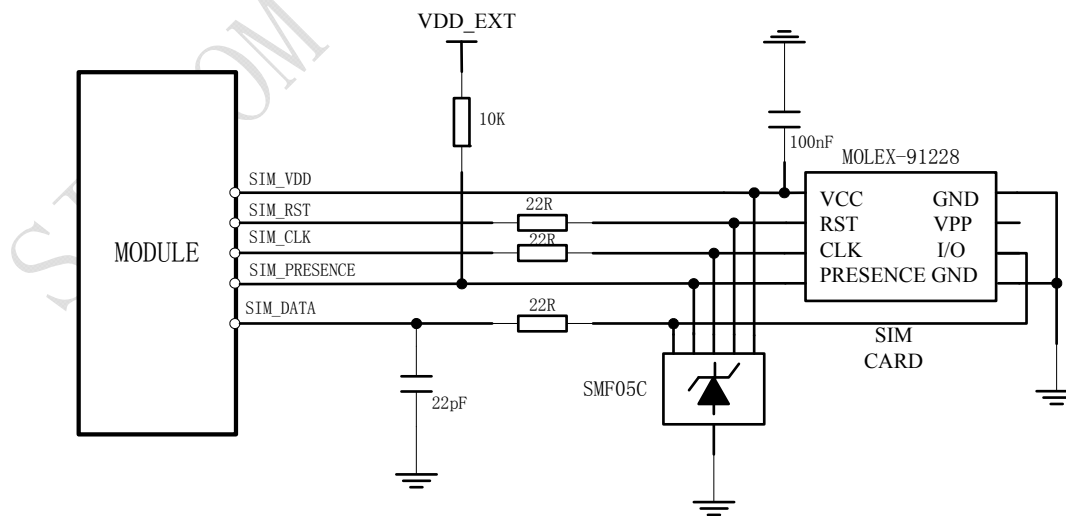 VDD_EXT
10K
100nF
MOLEX-91228
SIM_VDD
SIM_RST
SIM_CLK
SIM_PRESENCE
SIM_DATA
MODULE
22R
22R
22R
22pF
VCC GND
RST VPP
CLK I/O
PRESENCE GND
SIM
CARD
SMF05C